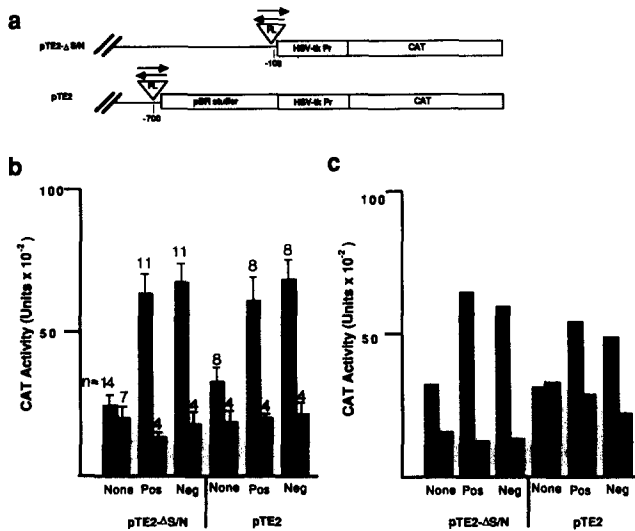 a
pTE2-ΔS/N
PL
-108
HSV-tk Pr
CAT
pTE2
PL
-700
pBR stuffer
HSV-tk Pr
CAT
b
CAT Activity (Units x 10⁻²)
100
50
n=14
7
11
4
11
4
8
4
8
4
8
4
None
Pos
Neg
None
Pos
Neg
pTE2-ΔS/N
pTE2
c
CAT Activity (Units x 10⁻²)
100
50
None
Pos
Neg
None
Pos
Neg
pTE2-ΔS/N
pTE2